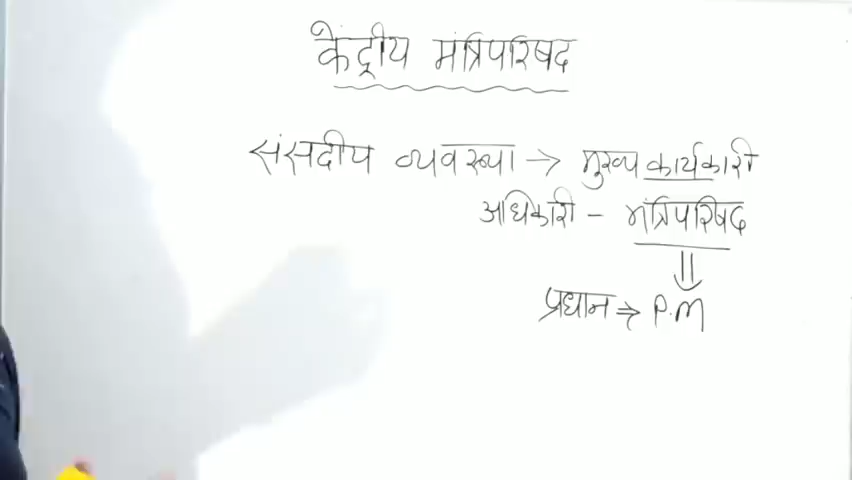 केंद्रीय मंत्रिपरिषद
संसदीय व्यवस्था → मुख्य कार्यकारी
अधिकारी - मंत्रिपरिषद
⇓
प्रधान ⇒ P.M